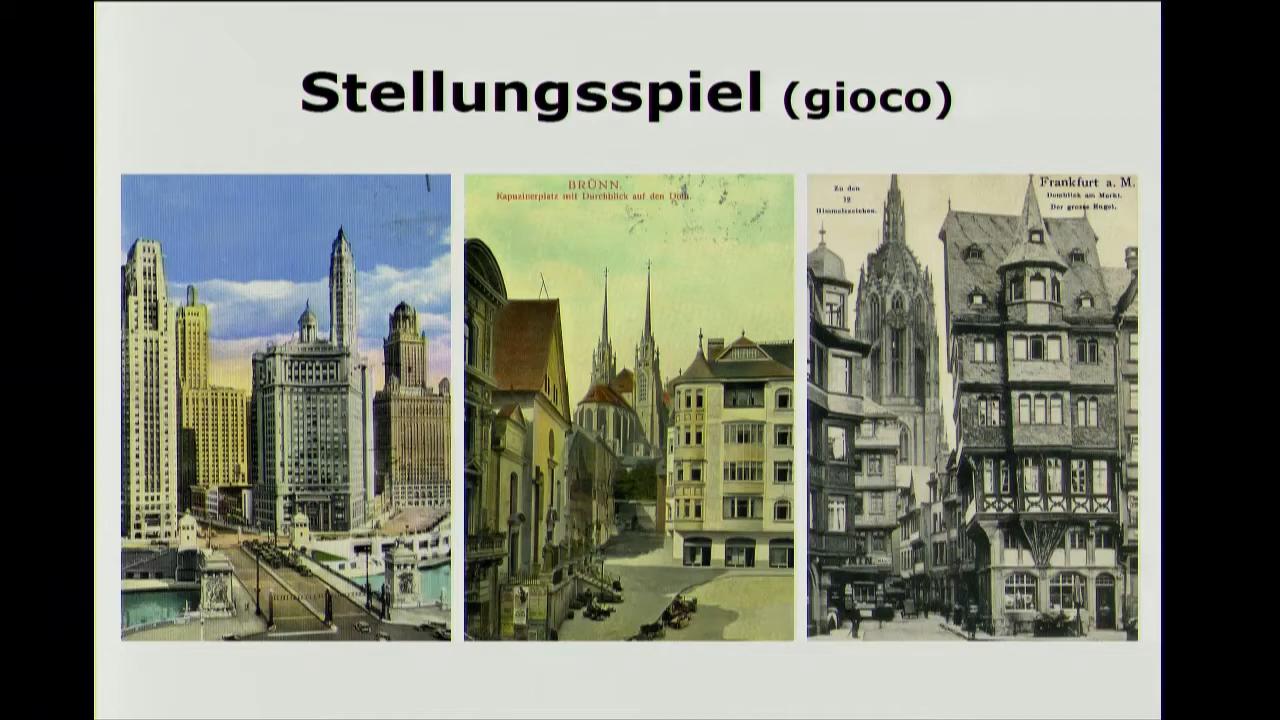 Stellungsspiel (gioco)
BRÜNN.
Kapuzinerplatz mit Durchblick auf den Dom.
Zu den
12
Himmelszeichen.
Frankfurt a. M.
Domblick am Markt.
Der grosse Engel.